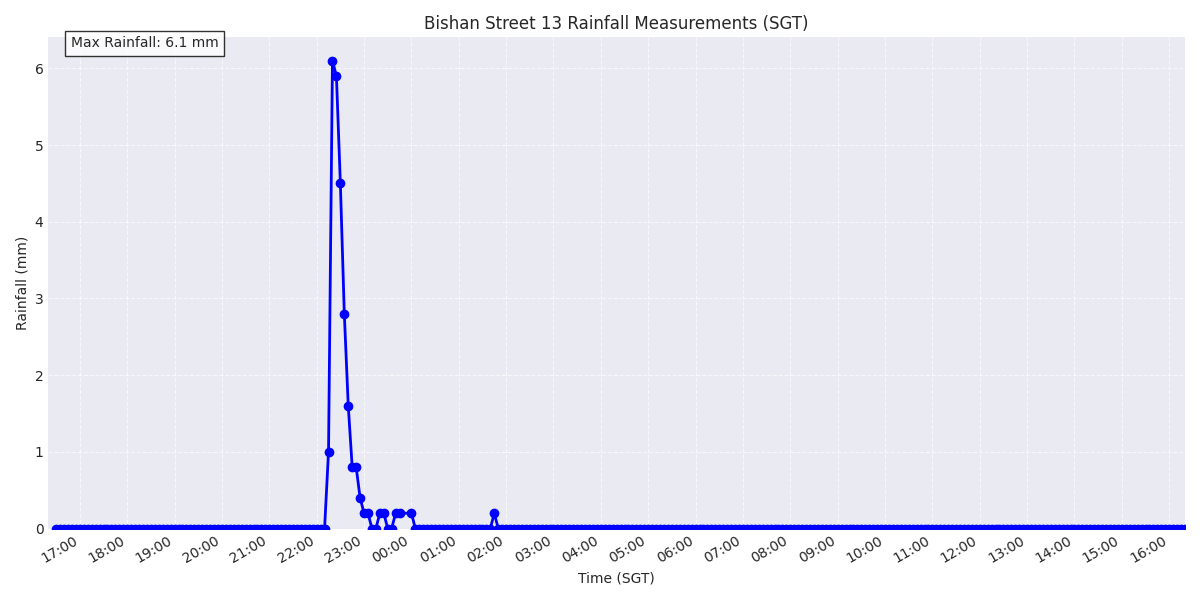 Bishan Street 13 Rainfall Measurements (SGT)
Max Rainfall: 6.1 mm
Rainfall (mm)
6
5
4
3
2
1
0
17:00 18:00 19:00 20:00 21:00 22:00 23:00 00:00 01:00 02:00 03:00 04:00 05:00 06:00 07:00 08:00 09:00 10:00 11:00 12:00 13:00 14:00 15:00 16:00
Time (SGT)